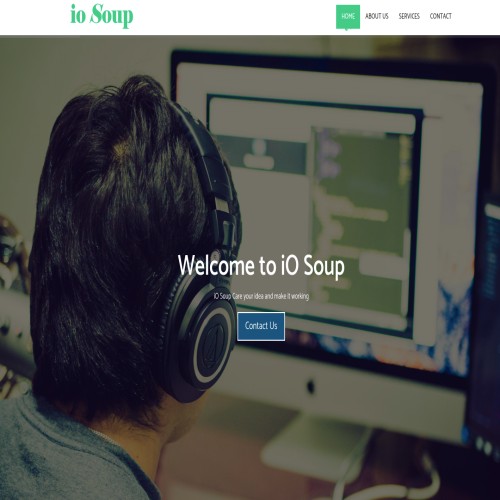 io Soup
HOME ABOUT US SERVICES CONTACT
Welcome to iO Soup
IO Soup Care your idea and make it working
Contact Us